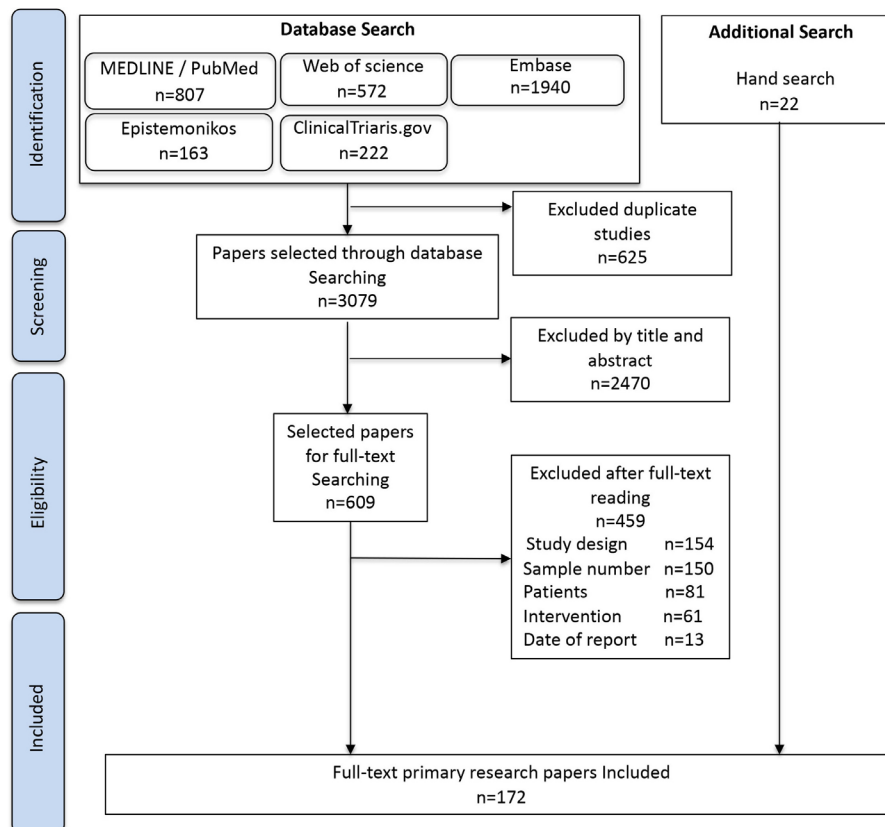 Identification
Database Search
MEDLINE / PubMed
n=807
Web of science
n=572
Embase
n=1940
Epistemonikos
n=163
ClinicalTriaris.gov
n=222
Additional Search
Hand search
n=22
Excluded duplicate
studies
n=625
Screening
Papers selected through database
Searching
n=3079
Excluded by title and
abstract
n=2470
Eligibility
Selected papers
for full-text
Searching
n=609
Excluded after full-text
reading
n=459
Study design n=154
Sample number n=150
Patients n=81
Intervention n=61
Date of report n=13
Included
Full-text primary research papers Included
n=172